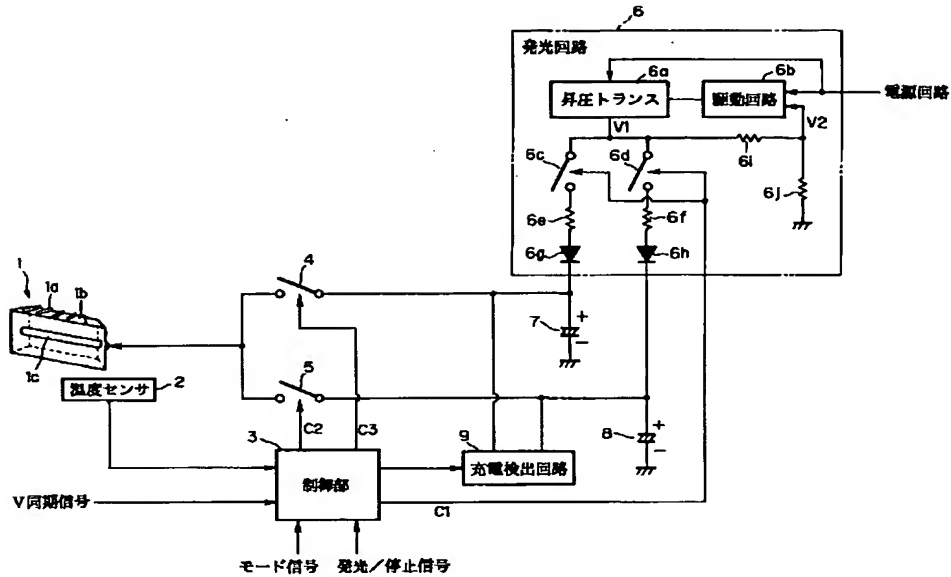 6
発光回路
6a
6b
昇圧トランス
駆動回路
電源回路
V1
V2
6c
6d
6i
6j
6e
6f
6g
6h
1
1a
1b
4
7
+
−
1c
温度センサ
2
5
C2
C3
3
9
8
+
−
制御部
充電検出回路
V同期信号
C1
モード信号
発光/停止信号